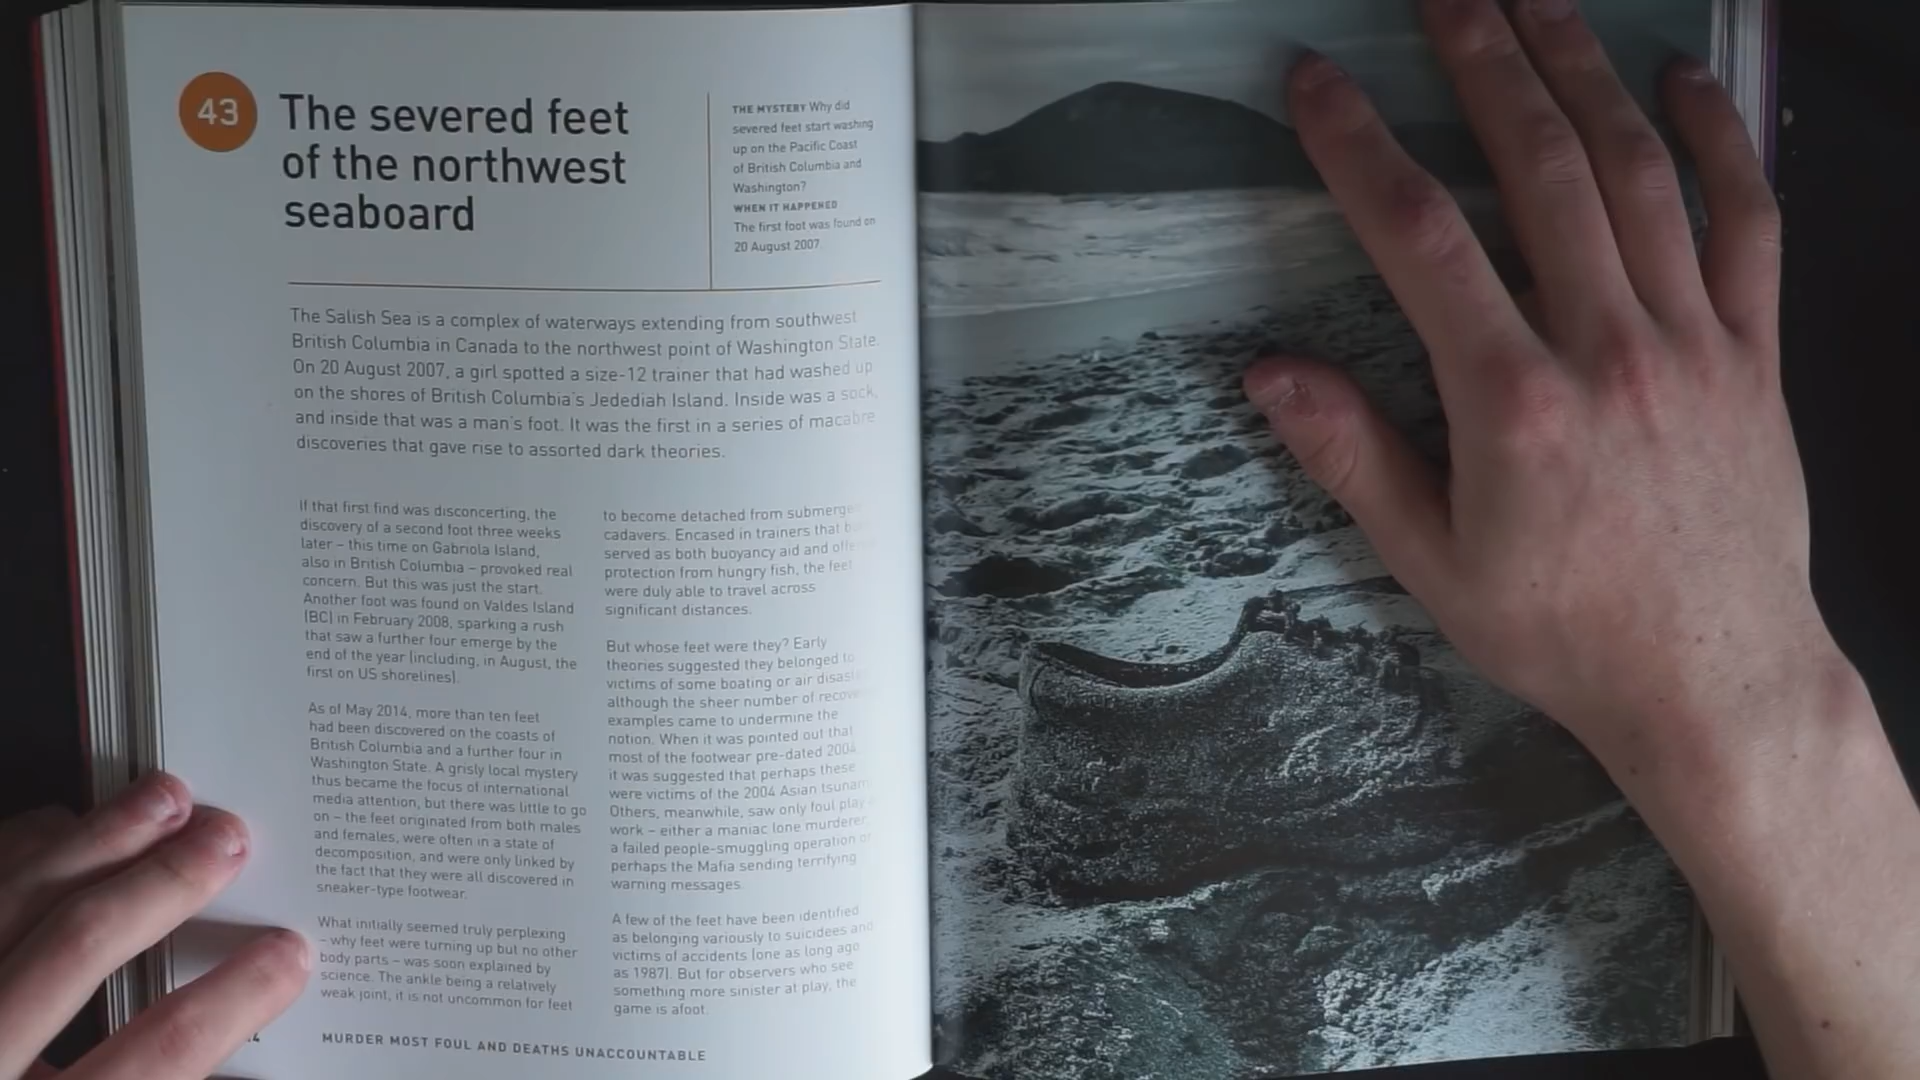 43
The severed feet
of the northwest
seaboard
THE MYSTERY Why did
severed feet start washing
up on the Pacific Coast
of British Columbia and
Washington?
WHEN IT HAPPENED
The first foot was found on
20 August 2007.
The Salish Sea is a complex of waterways extending from southwest
British Columbia in Canada to the northwest point of Washington State.
On 20 August 2007, a girl spotted a size-12 trainer that had washed up
on the shores of British Columbia's Jedediah Island. Inside was a sock,
and inside that was a man's foot. It was the first in a series of macabre
discoveries that gave rise to assorted dark theories.
If that first find was disconcerting, the
discovery of a second foot three weeks
later – this time on Gabriola Island,
also in British Columbia – provoked real
concern. But this was just the start.
Another foot was found on Valdes Island
(BC) in February 2008, sparking a rush
that saw a further four emerge by the
end of the year (including, in August, the
first on US shorelines).
As of May 2014, more than ten feet
had been discovered on the coasts of
British Columbia and a further four in
Washington State. A grisly local mystery
thus became the focus of international
media attention, but there was little to go
on – the feet originated from both males
and females, were often in a state of
decomposition, and were only linked by
the fact that they were all discovered in
sneaker-type footwear.
What initially seemed truly perplexing
– why feet were turning up but no other
body parts – was soon explained by
science. The ankle being a relatively
weak joint, it is not uncommon for feet
to become detached from submerge
cadavers. Encased in trainers that
served as both buoyancy aid and
protection from hungry fish, the feet
were duly able to travel across
significant distances.
But whose feet were they? Early
theories suggested they belonged to
victims of some boating or air
although the sheer number of
examples came to undermine the
notion. When it was pointed out that
most of the footwear pre-dated 2004
it was suggested that perhaps these
were victims of the 2004 Asian
Others, meanwhile, saw only foul play
work – either a maniac lone murderer,
a failed people-smuggling operation
perhaps the Mafia sending terrifying
warning messages.
A few of the feet have been identified
as belonging variously to suicidees and
victims of accidents (one as long ago
as 1987). But for observers who see
something more sinister at play, the
game is afoot.
MURDER MOST FOUL AND DEATHS UNACCOUNTABLE